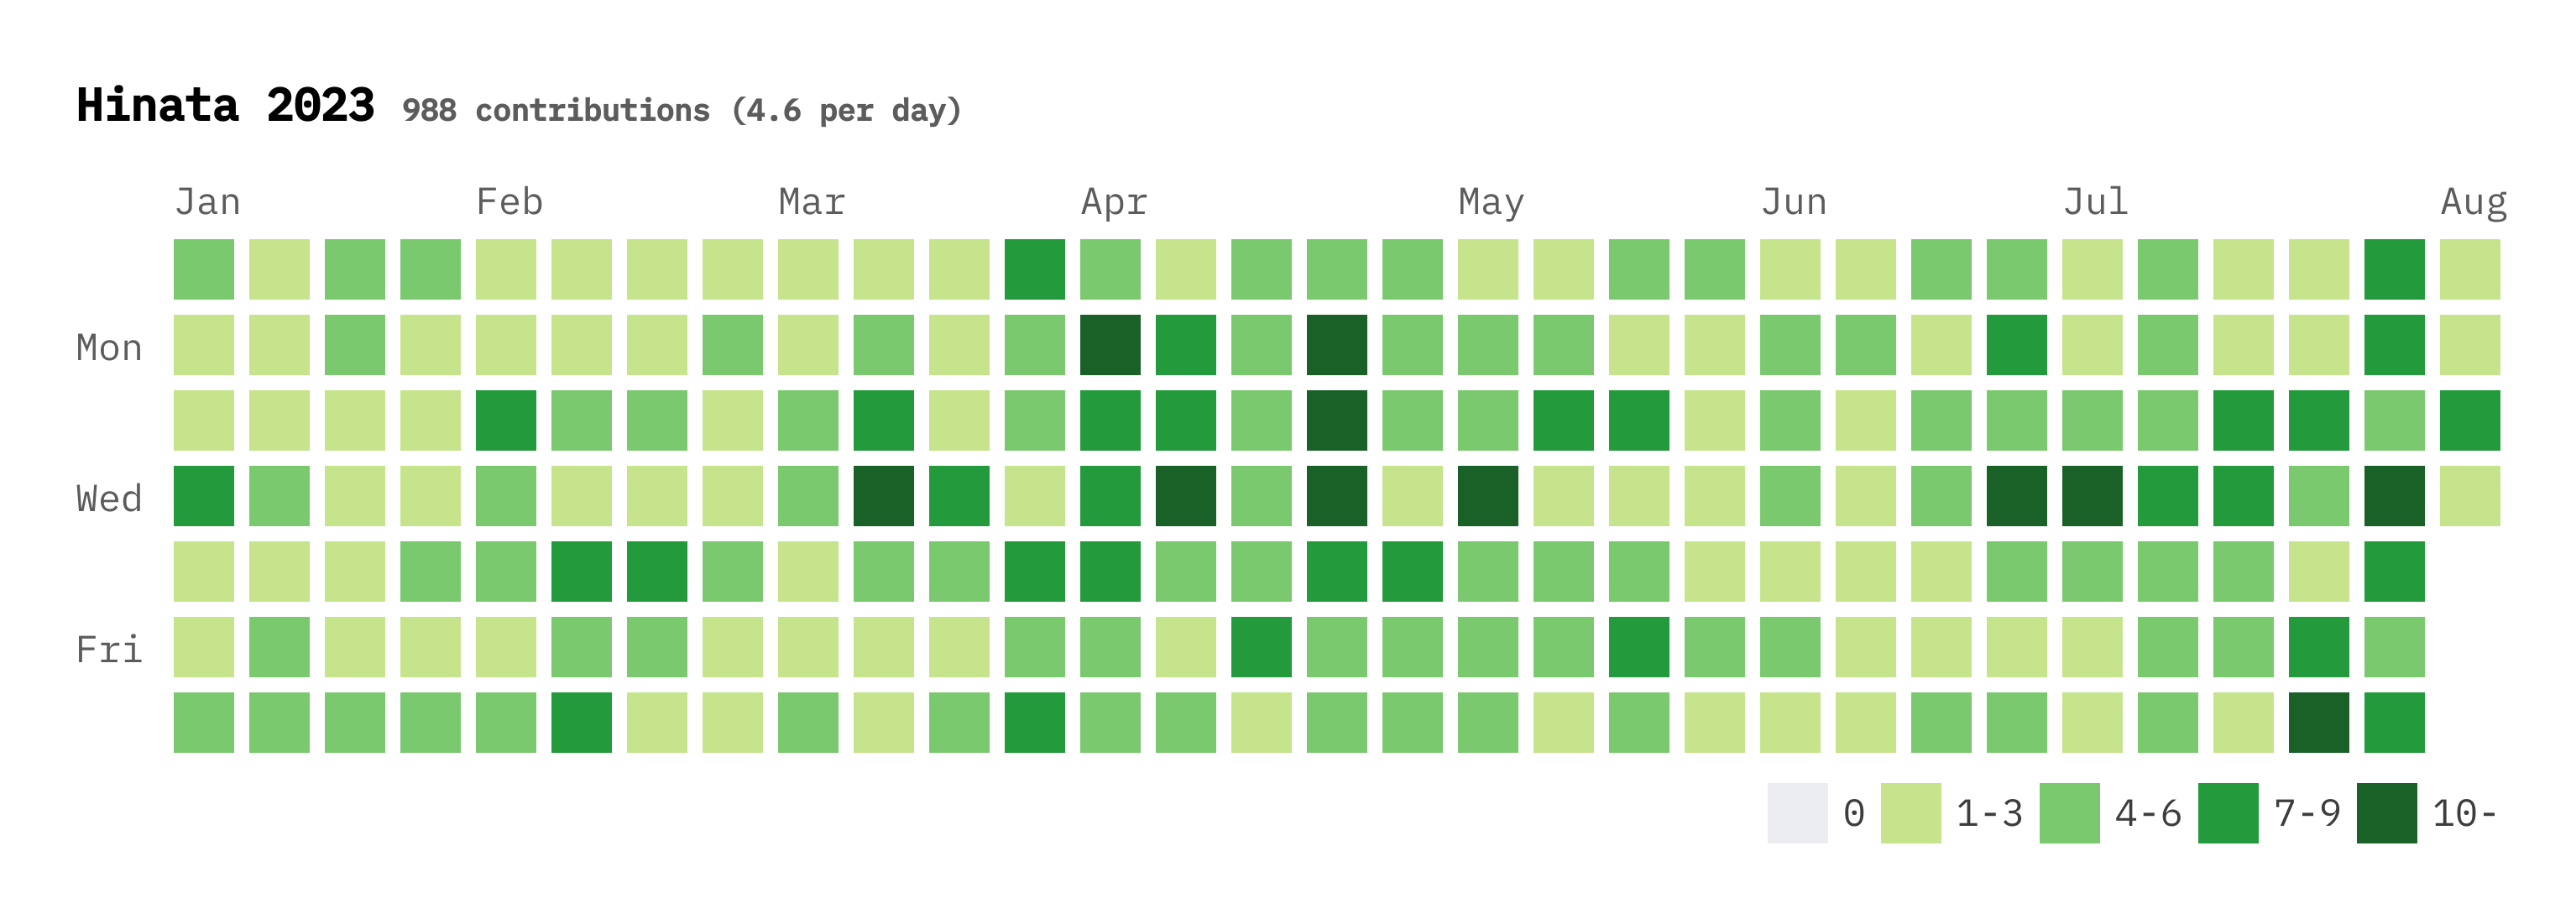 Hinata 2023 988 contributions (4.6 per day)
Jan Feb Mar Apr May Jun Jul Aug
Mon
Wed
Fri
0 1-3 4-6 7-9 10-